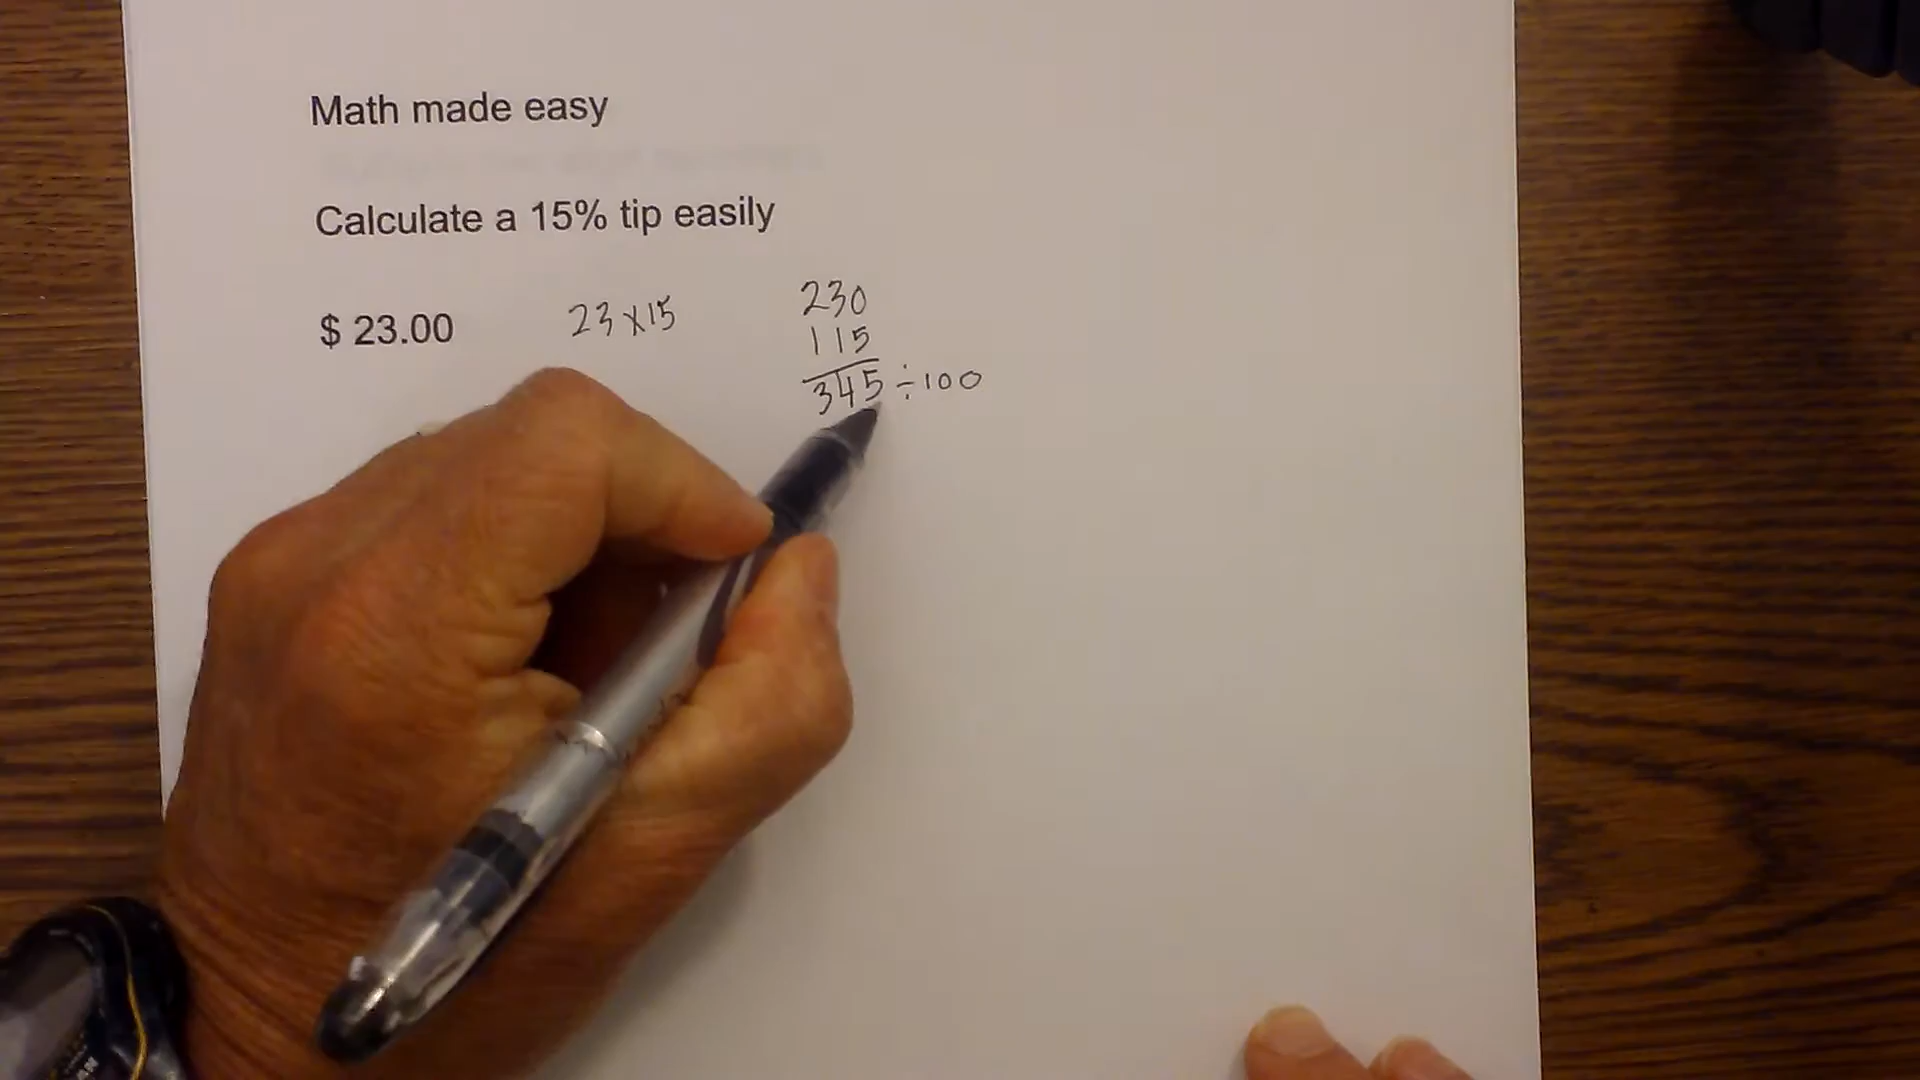 Math made easy
Calculate a 15% tip easily
$ 23.00
23 x 15
230
115
345 ÷ 100